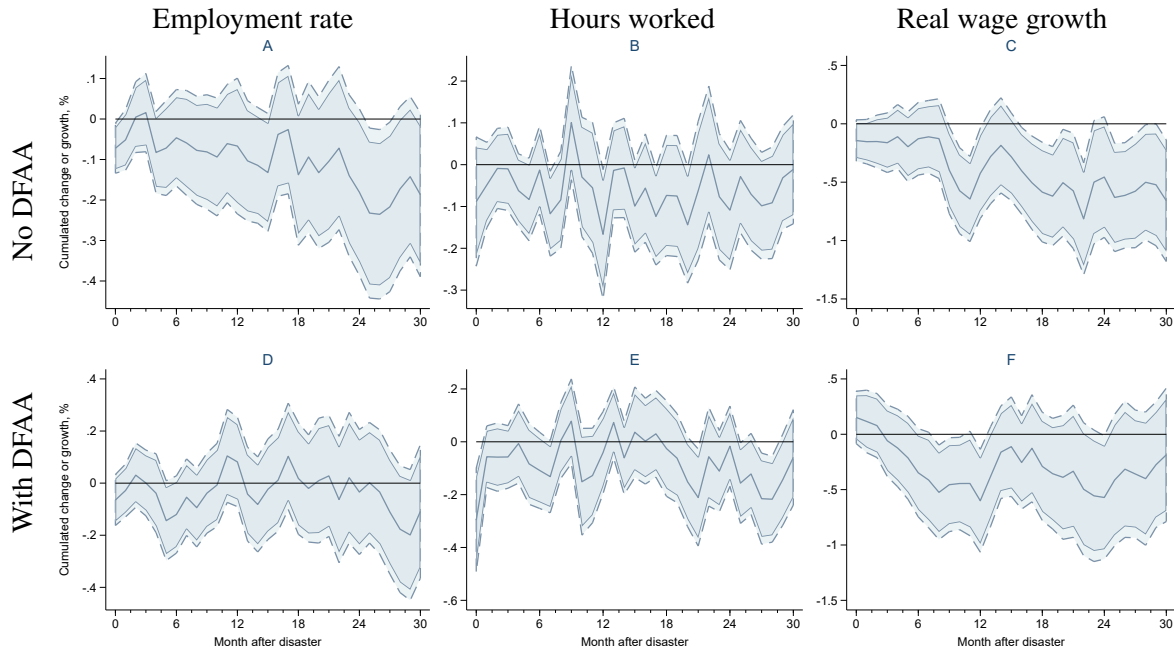 Employment rate
Hours worked
Real wage growth
No DFAA
A
Cumulated change or growth, %
.1
0
-.1
-.2
-.3
-.4
0 6 12 18 24 30
B
.2
.1
0
-.1
-.2
-.3
0 6 12 18 24 30
C
.5
0
-.5
-1
-1.5
0 6 12 18 24 30
With DFAA
D
Cumulated change or growth, %
.4
.2
0
-.2
-.4
0 6 12 18 24 30
Month after disaster
E
.2
0
-.2
-.4
-.6
0 6 12 18 24 30
Month after disaster
F
.5
0
-.5
-1
-1.5
0 6 12 18 24 30
Month after disaster